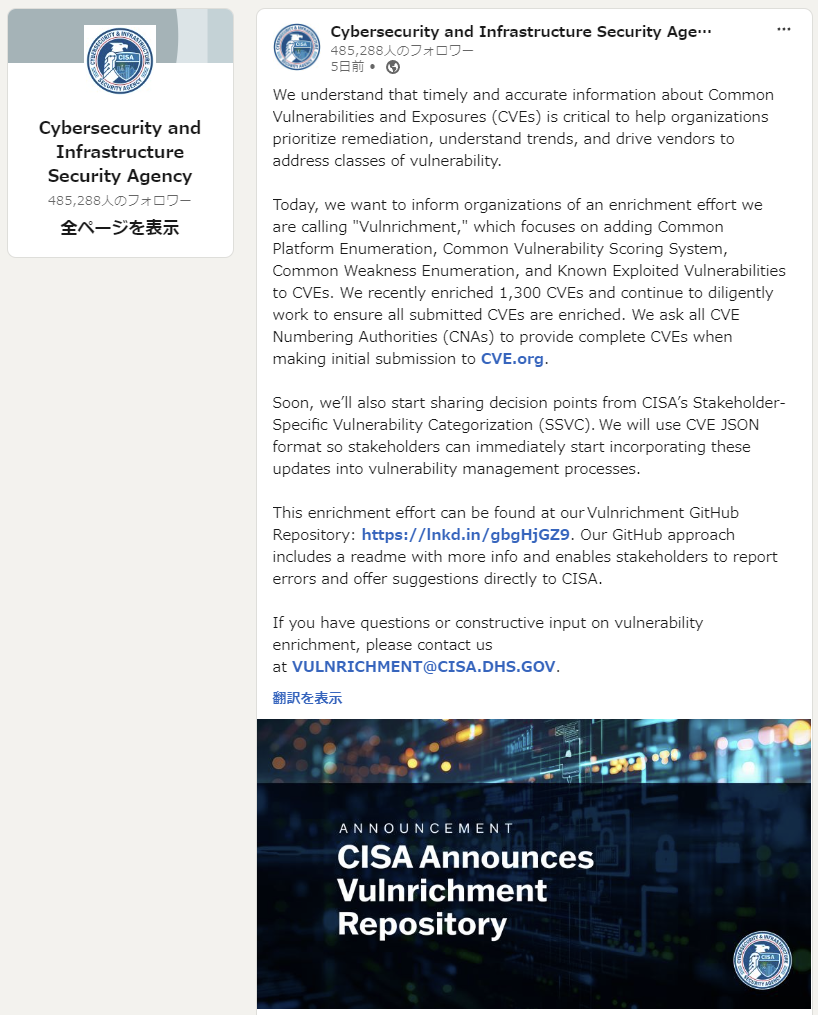 CYBERSECURITY & INFRASTRUCTURE
CISA
SECURITY AGENCY
Cybersecurity and
Infrastructure
Security Agency
485,288人のフォロワー
全ページを表示
Cybersecurity and Infrastructure Security Age…
485,288人のフォロワー
5日前 •
We understand that timely and accurate information about Common
Vulnerabilities and Exposures (CVEs) is critical to help organizations
prioritize remediation, understand trends, and drive vendors to
address classes of vulnerability.
Today, we want to inform organizations of an enrichment effort we
are calling "Vulnrichment," which focuses on adding Common
Platform Enumeration, Common Vulnerability Scoring System,
Common Weakness Enumeration, and Known Exploited Vulnerabilities
to CVEs. We recently enriched 1,300 CVEs and continue to diligently
work to ensure all submitted CVEs are enriched. We ask all CVE
Numbering Authorities (CNAs) to provide complete CVEs when
making initial submission to CVE.org.
Soon, we’ll also start sharing decision points from CISA’s Stakeholder-
Specific Vulnerability Categorization (SSVC). We will use CVE JSON
format so stakeholders can immediately start incorporating these
updates into vulnerability management processes.
This enrichment effort can be found at our Vulnrichment GitHub
Repository: https://lnkd.in/gbgHjGZ9. Our GitHub approach
includes a readme with more info and enables stakeholders to report
errors and offer suggestions directly to CISA.
If you have questions or constructive input on vulnerability
enrichment, please contact us
at VULNRICHMENT@CISA.DHS.GOV.
翻訳を表示
ANNOUNCEMENT
CISA Announces
Vulnrichment
Repository
CYBERSECURITY & INFRASTRUCTURE
CISA
SECURITY AGENCY